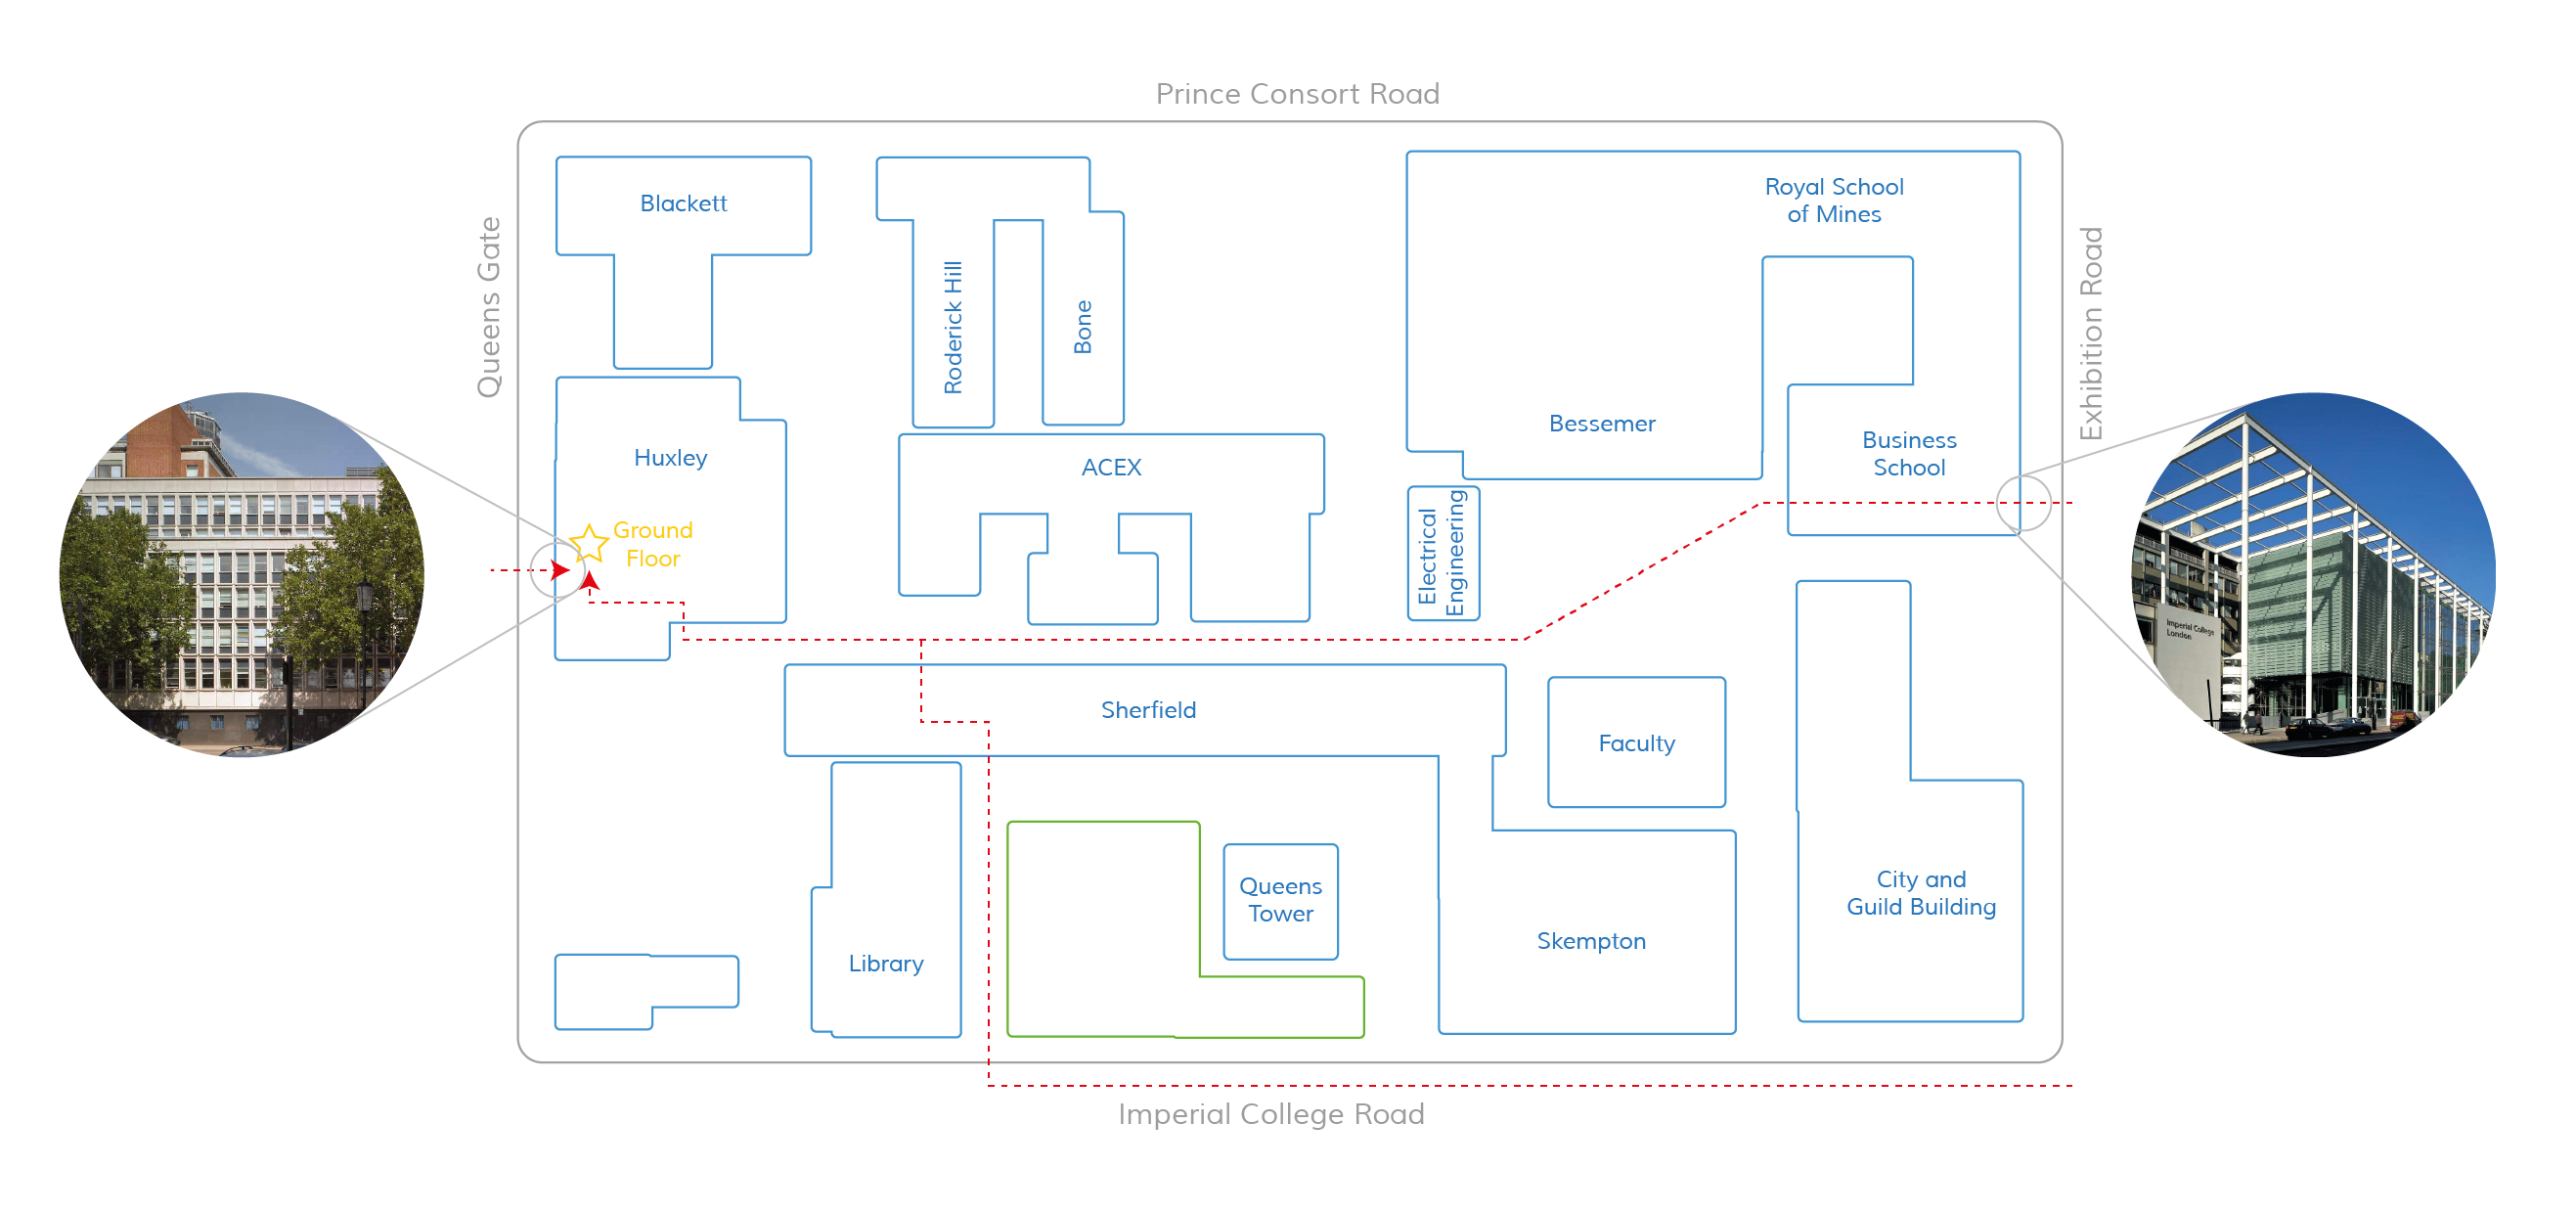 Prince Consort Road
Queens Gate
Exhibition Road
Blackett
Roderick Hill
Bone
Royal School
of Mines
Huxley
ACEX
Bessemer
Business
School
Ground
Floor
Electrical
Engineering
Imperial College
London
Sherfield
Faculty
Queens
Tower
City and
Guild Building
Skempton
Library
Imperial College Road